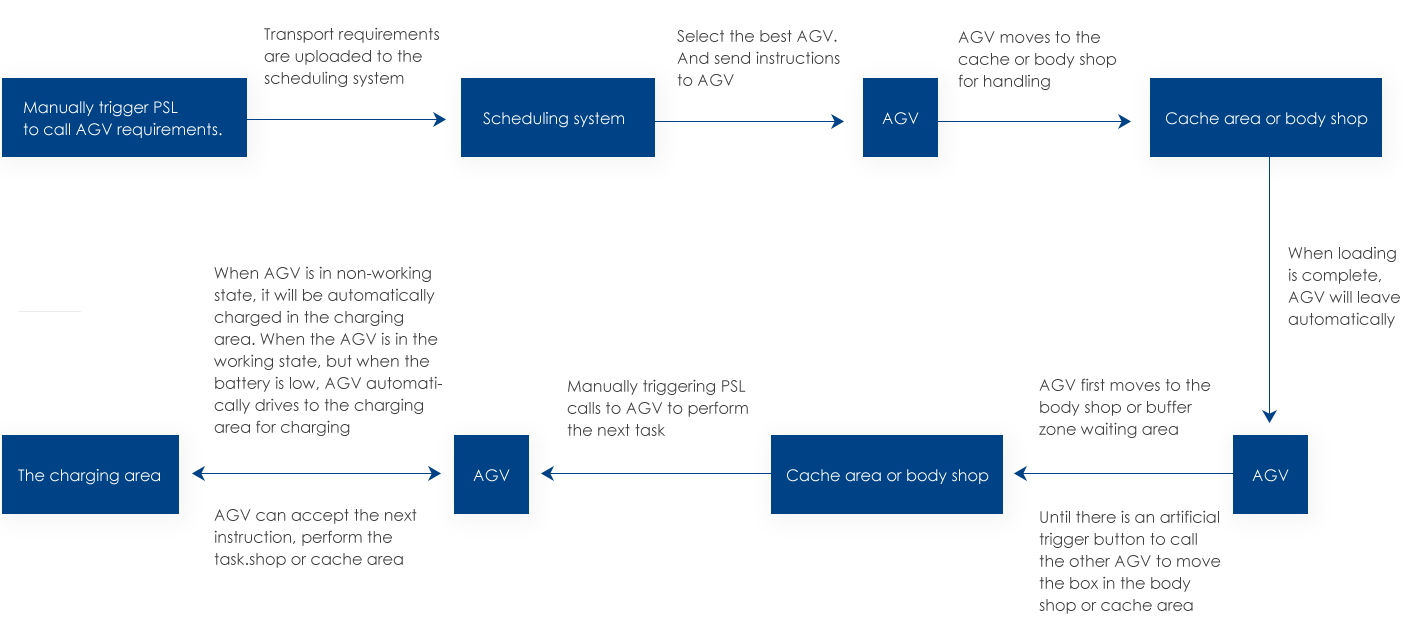 Transport requirements
are uploaded to the
scheduling system
Select the best AGV.
And send instructions
to AGV
AGV moves to the
cache or body shop
for handling
Manually trigger PSL
to call AGV requirements.
Scheduling system
AGV
Cache area or body shop
When loading
is complete,
AGV will leave
automatically
When AGV is in non-working
state, it will be automatically
charged in the charging
area. When the AGV is in the
working state, but when the
battery is low, AGV automati-
cally drives to the charging
area for charging
Manually triggering PSL
calls to AGV to perform
the next task
AGV first moves to the
body shop or buffer
zone waiting area
The charging area
AGV
Cache area or body shop
AGV
AGV can accept the next
instruction, perform the
task.shop or cache area
Until there is an artificial
trigger button to call
the other AGV to move
the box in the body
shop or cache area